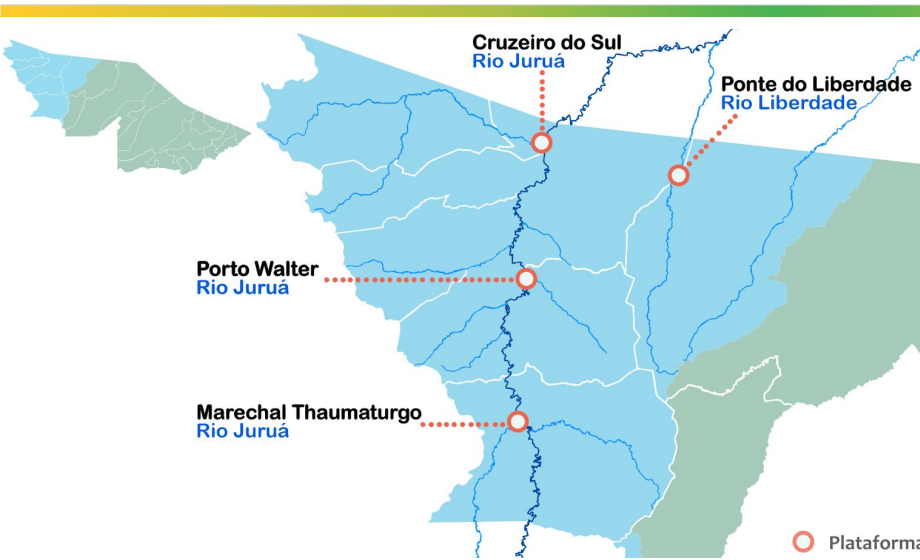 Cruzeiro do Sul
Rio Juruá
Ponte do Liberdade
Rio Liberdade
Porto Walter
Rio Juruá
Marechal Thaumaturgo
Rio Juruá
Plataforma